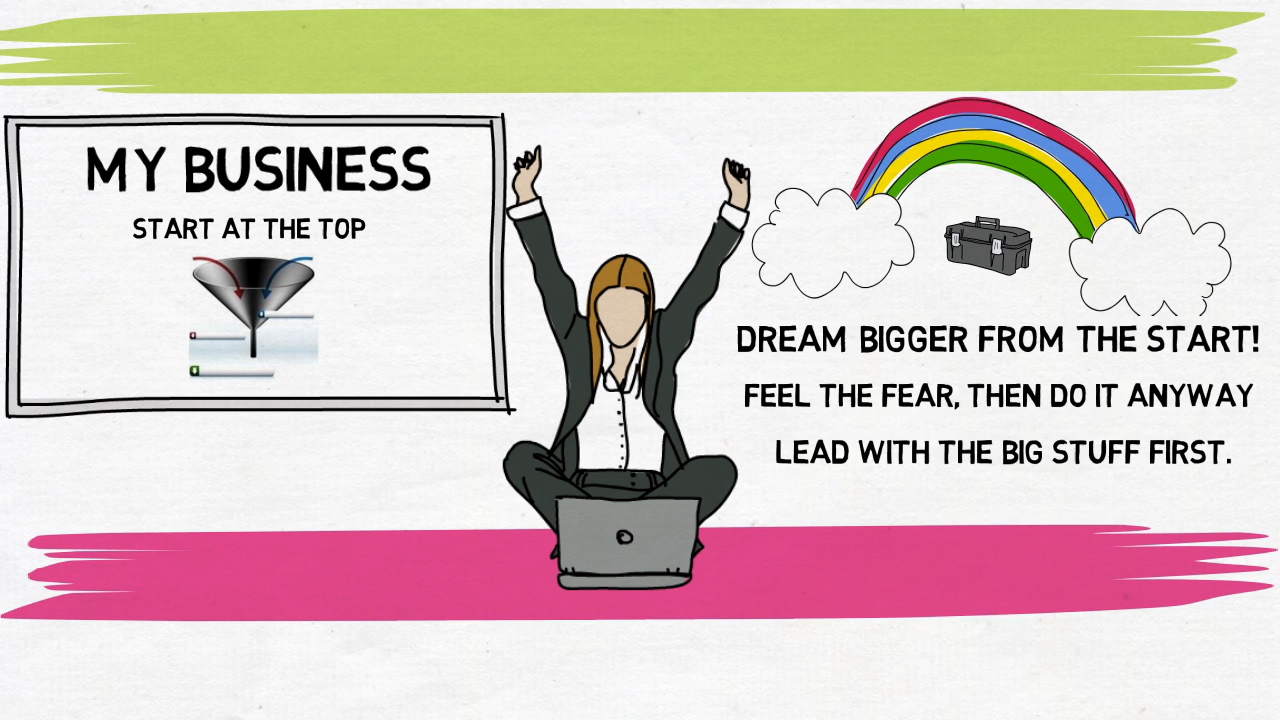 MY BUSINESS
START AT THE TOP
DREAM BIGGER FROM THE START!
FEEL THE FEAR, THEN DO IT ANYWAY
LEAD WITH THE BIG STUFF FIRST.